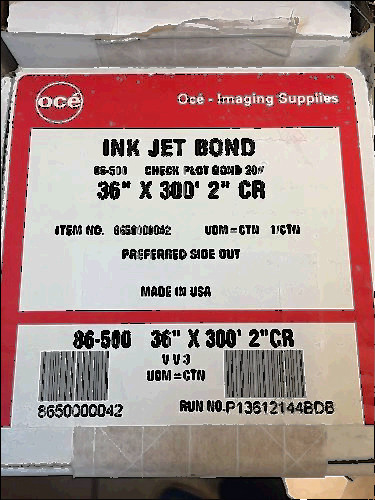 océ
Océ - Imaging Supplies
INK JET BOND
86-500 CHECK PLOT BOND 20#
36" X 300' 2" CR
ITEM NO. 8650000042 UOM=CTN 1/CTN
PREFERRED SIDE OUT
MADE IN USA
86-500 36" X 300' 2"CR
V V 3
UOM=CTN
8650000042 RUN NO.P13612144BDB